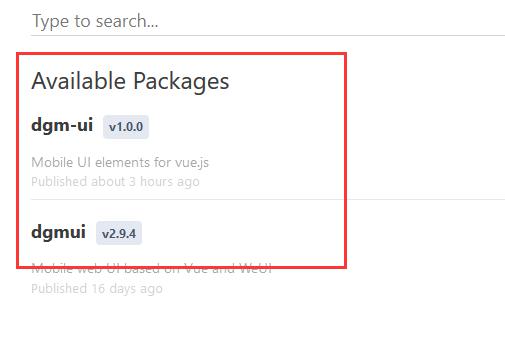 Type to search...
Available Packages
dgm-ui v1.0.0
Mobile UI elements for vue.js
Published about 3 hours ago
dgmui v2.9.4
Mobile web UI based on Vue and WeUI
Published 16 days ago